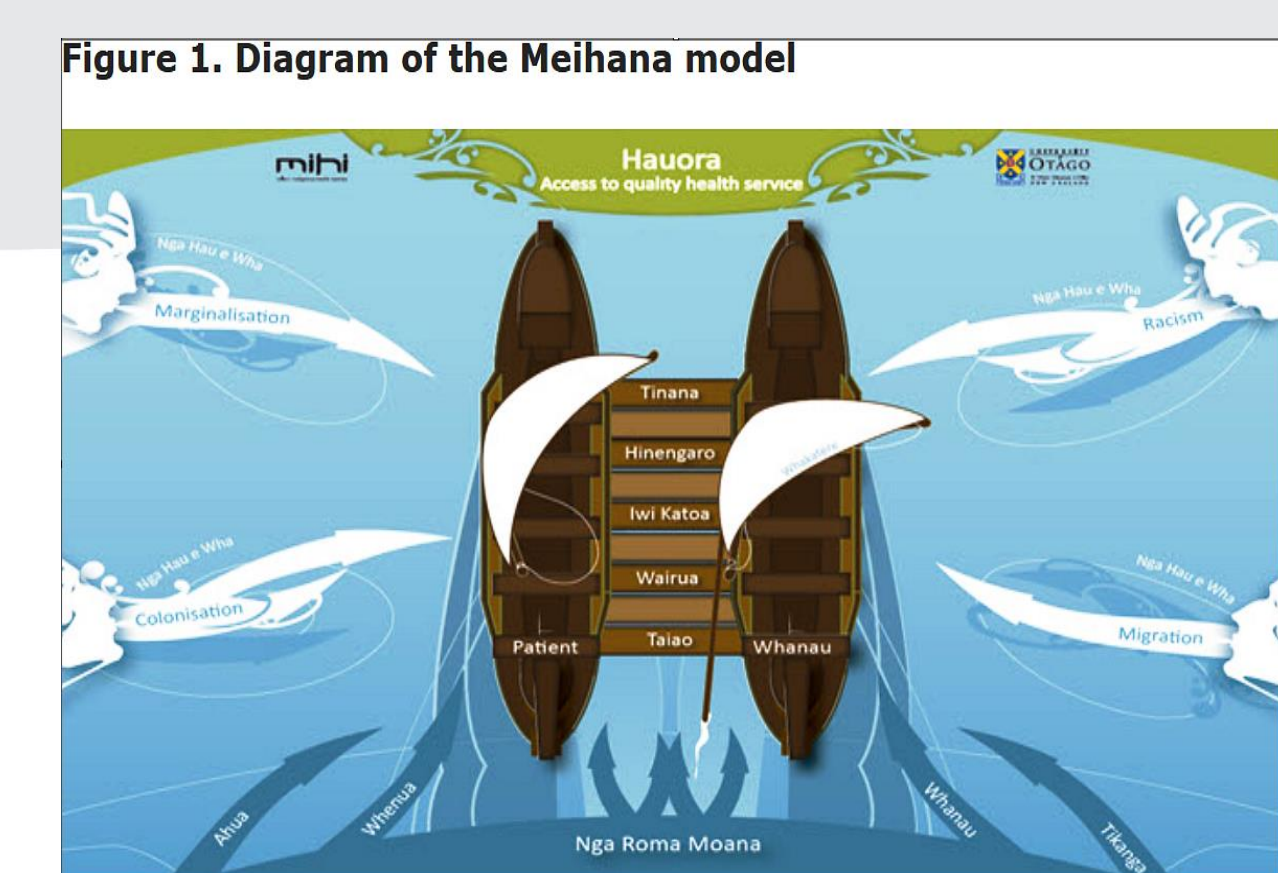 Figure 1. Diagram of the Meihana model
mihi
Hauora
Access to quality health service
OTAGO
Nga Hau e Wha
Marginalisation
Nga Hau e Wha
Racism
Tinana
Hinengaro
Whakatere
Iwi Katoa
Wairua
Nga Hau e Wha
Colonisation
Nga Hau e Wha
Migration
Patient
Taiao
Whanau
Ahua
Whenua
Whanau
Tikanga
Nga Roma Moana